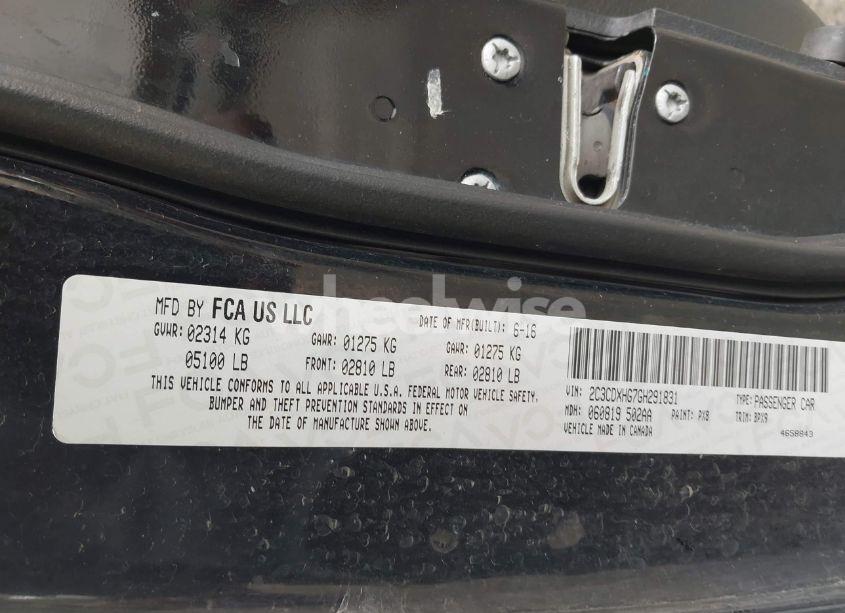 wheelwise
MFD BY FCA US LLC
DATE OF MFR(BUILT): 6-16
GVWR: 02314 KG GAWR: 01275 KG GAWR: 01275 KG
05100 LB FRONT: 02810 LB REAR: 02810 LB
THIS VEHICLE CONFORMS TO ALL APPLICABLE U.S.A. FEDERAL MOTOR VEHICLE SAFETY,
BUMPER AND THEFT PREVENTION STANDARDS IN EFFECT ON
THE DATE OF MANUFACTURE SHOWN ABOVE.
VIN: 2C3CDXHG7GH291831 TYPE: PASSENGER CAR
MDH: 060819 502AA PAINT: PX8 TRIM: BPX9
VEHICLE MADE IN CANADA 4658843